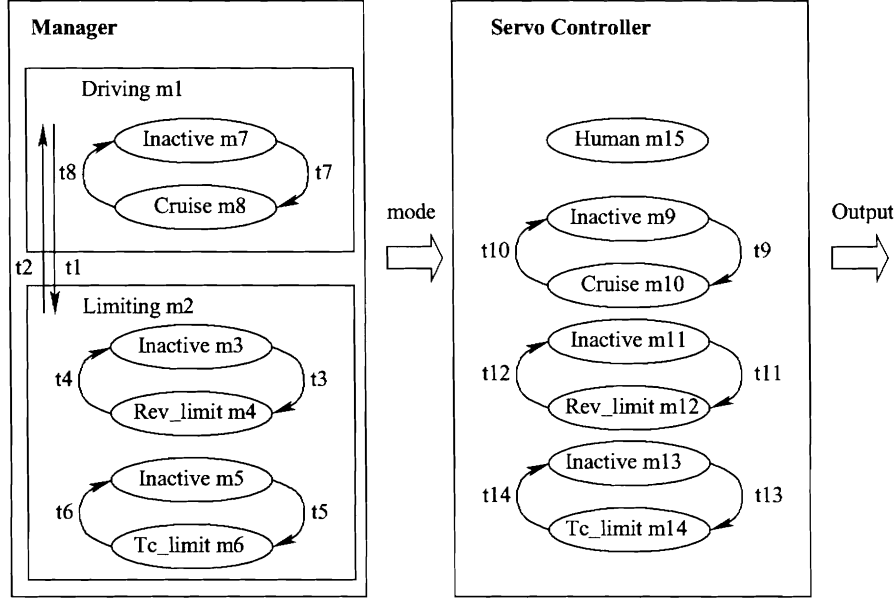 Manager
Driving m1
Inactive m7
t8
t7
Cruise m8
t2
t1
Limiting m2
Inactive m3
t4
t3
Rev_limit m4
Inactive m5
t6
t5
Tc_limit m6
mode
Servo Controller
Human m15
Inactive m9
t10
t9
Cruise m10
Inactive m11
t12
t11
Rev_limit m12
Inactive m13
t14
t13
Tc_limit m14
Output